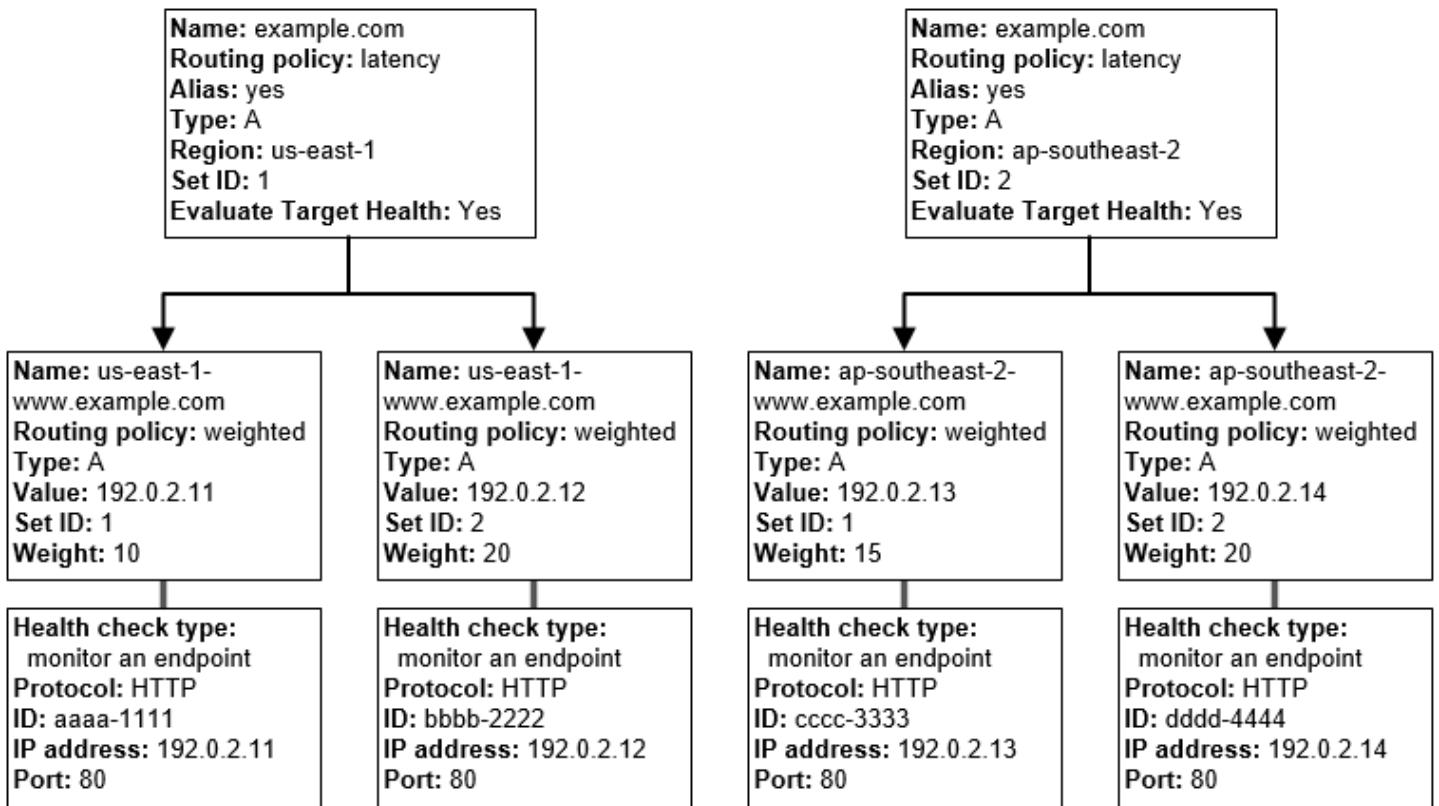 Name: example.com
Routing policy: latency
Alias: yes
Type: A
Region: us-east-1
Set ID: 1
Evaluate Target Health: Yes
Name: example.com
Routing policy: latency
Alias: yes
Type: A
Region: ap-southeast-2
Set ID: 2
Evaluate Target Health: Yes
Name: us-east-1-
www.example.com
Routing policy: weighted
Type: A
Value: 192.0.2.11
Set ID: 1
Weight: 10
Name: us-east-1-
www.example.com
Routing policy: weighted
Type: A
Value: 192.0.2.12
Set ID: 2
Weight: 20
Name: ap-southeast-2-
www.example.com
Routing policy: weighted
Type: A
Value: 192.0.2.13
Set ID: 1
Weight: 15
Name: ap-southeast-2-
www.example.com
Routing policy: weighted
Type: A
Value: 192.0.2.14
Set ID: 2
Weight: 20
Health check type:
monitor an endpoint
Protocol: HTTP
ID: aaaa-1111
IP address: 192.0.2.11
Port: 80
Health check type:
monitor an endpoint
Protocol: HTTP
ID: bbbb-2222
IP address: 192.0.2.12
Port: 80
Health check type:
monitor an endpoint
Protocol: HTTP
ID: cccc-3333
IP address: 192.0.2.13
Port: 80
Health check type:
monitor an endpoint
Protocol: HTTP
ID: dddd-4444
IP address: 192.0.2.14
Port: 80